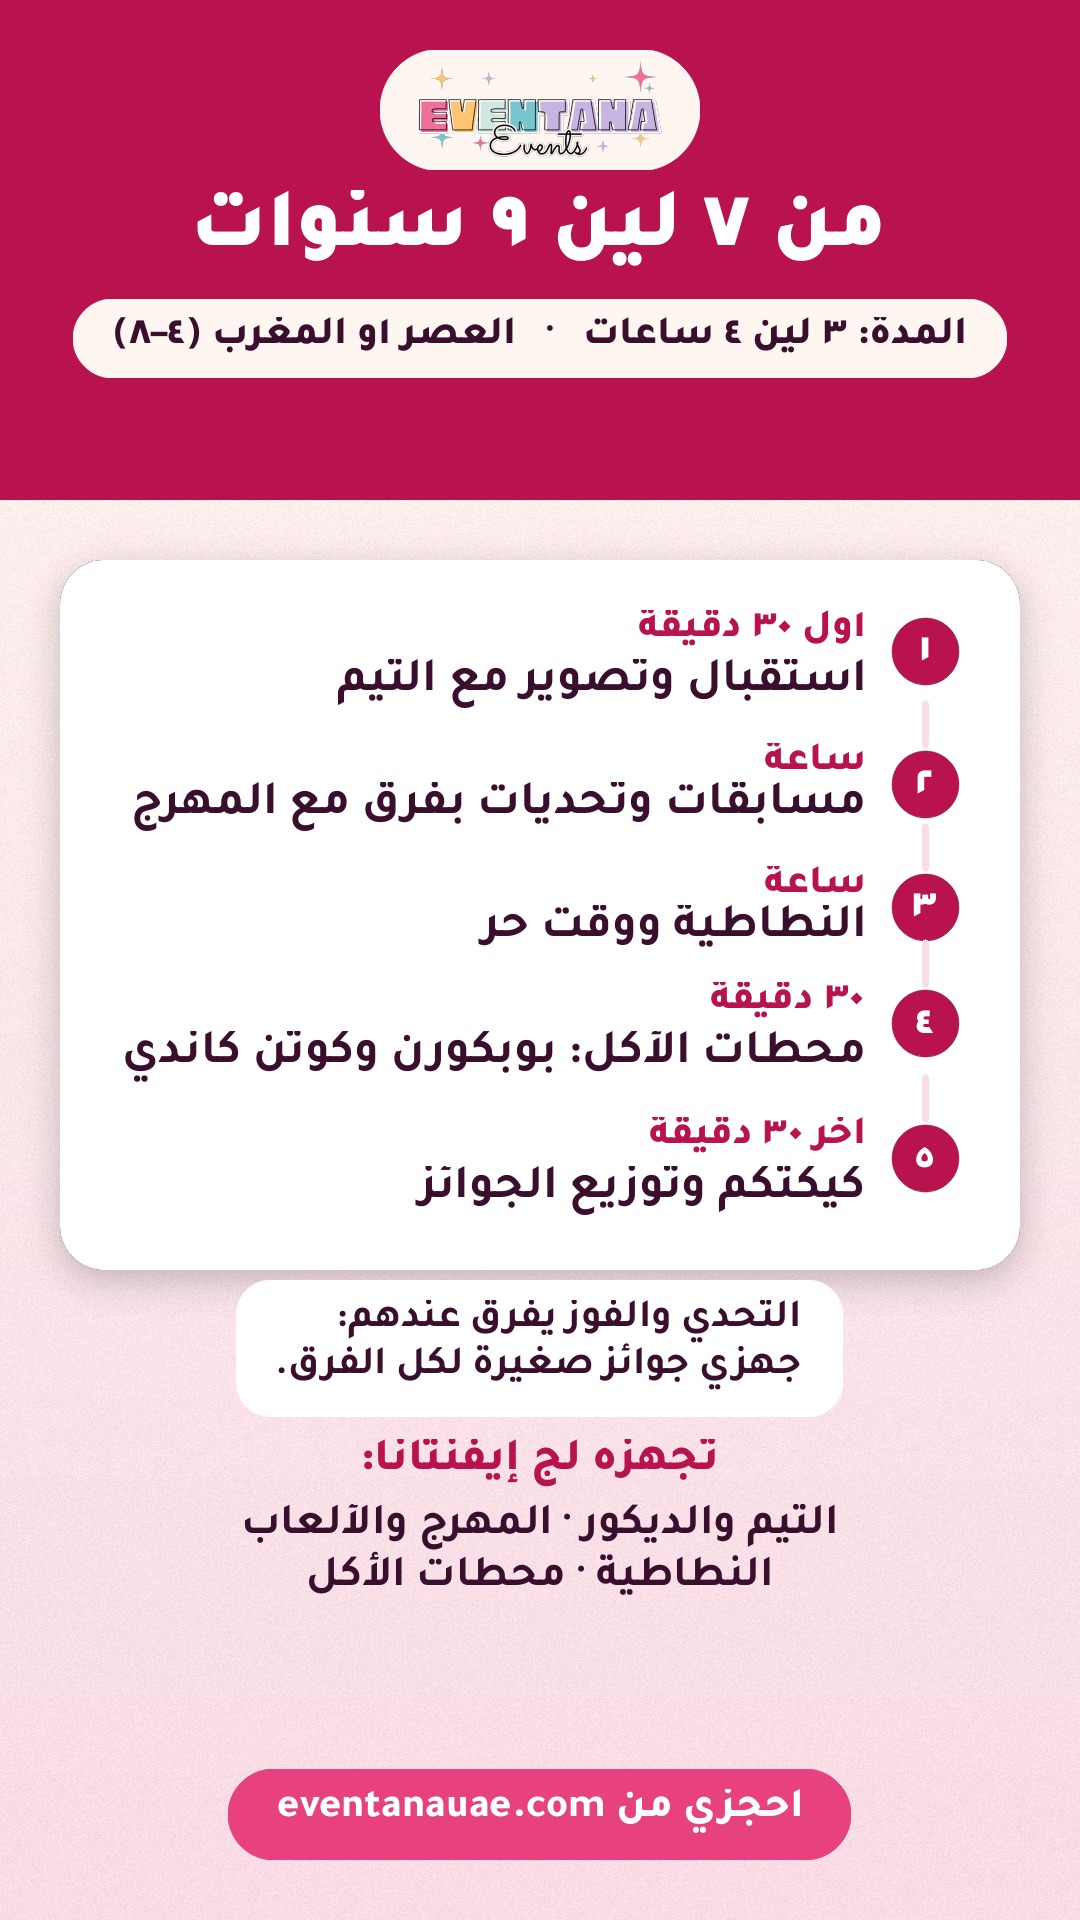 EVENTANA
Events
من ٧ لين ٩ سنوات
المدة: ٣ لين ٤ ساعات · العصر او المغرب (٤–٨)
١
اول ٣٠ دقيقة
استقبال وتصوير مع التيم
٢
ساعة
مسابقات وتحديات بفرق مع المهرج
٣
ساعة
النطاطية ووقت حر
٤
٣٠ دقيقة
محطات الأكل: بوبكورن وكوتن كاندي
٥
اخر ٣٠ دقيقة
كيكتكم وتوزيع الجوائز
التحدي والفوز يفرق عندهم:
جهزي جوائز صغيرة لكل الفرق.
تجهزه لج إيفنتانا:
التيم والديكور · المهرج والألعاب
النطاطية · محطات الأكل
احجزي من eventanauae.com